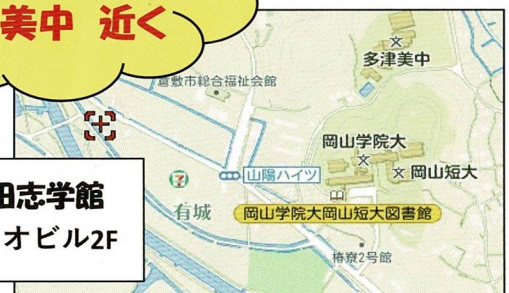 美中 近く
多津美中
倉敷市総合福祉会館
岡山学院大
山陽ハイツ
岡山短大
田志学館
オビル2F
有城
岡山学院大岡山短大図書館
椿寮2号館